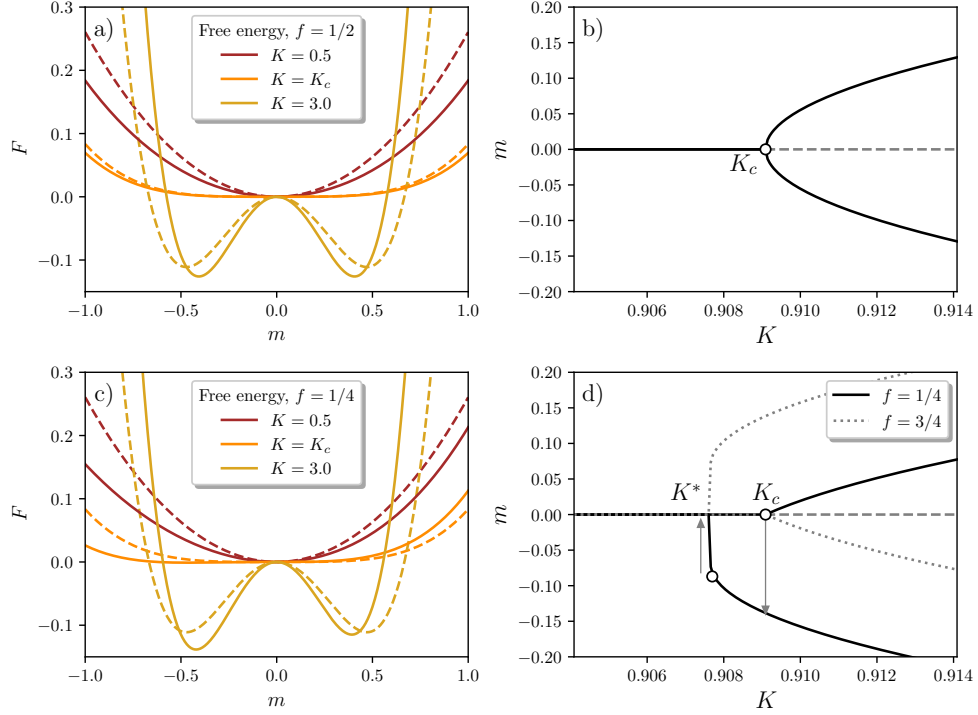 a)
Free energy, f = 1/2
K = 0.5
K = K_c
K = 3.0
0.3
0.2
0.1
0.0
−0.1
F
−1.0 −0.5 0.0 0.5 1.0
m
b)
0.20
0.15
0.10
0.05
0.00
−0.05
−0.10
−0.15
−0.20
m
K_c
0.906 0.908 0.910 0.912 0.914
K
c)
Free energy, f = 1/4
K = 0.5
K = K_c
K = 3.0
0.3
0.2
0.1
0.0
−0.1
F
−1.0 −0.5 0.0 0.5 1.0
m
d)
f = 1/4
f = 3/4
0.20
0.15
0.10
0.05
0.00
−0.05
−0.10
−0.15
−0.20
m
K*
K_c
0.906 0.908 0.910 0.912 0.914
K